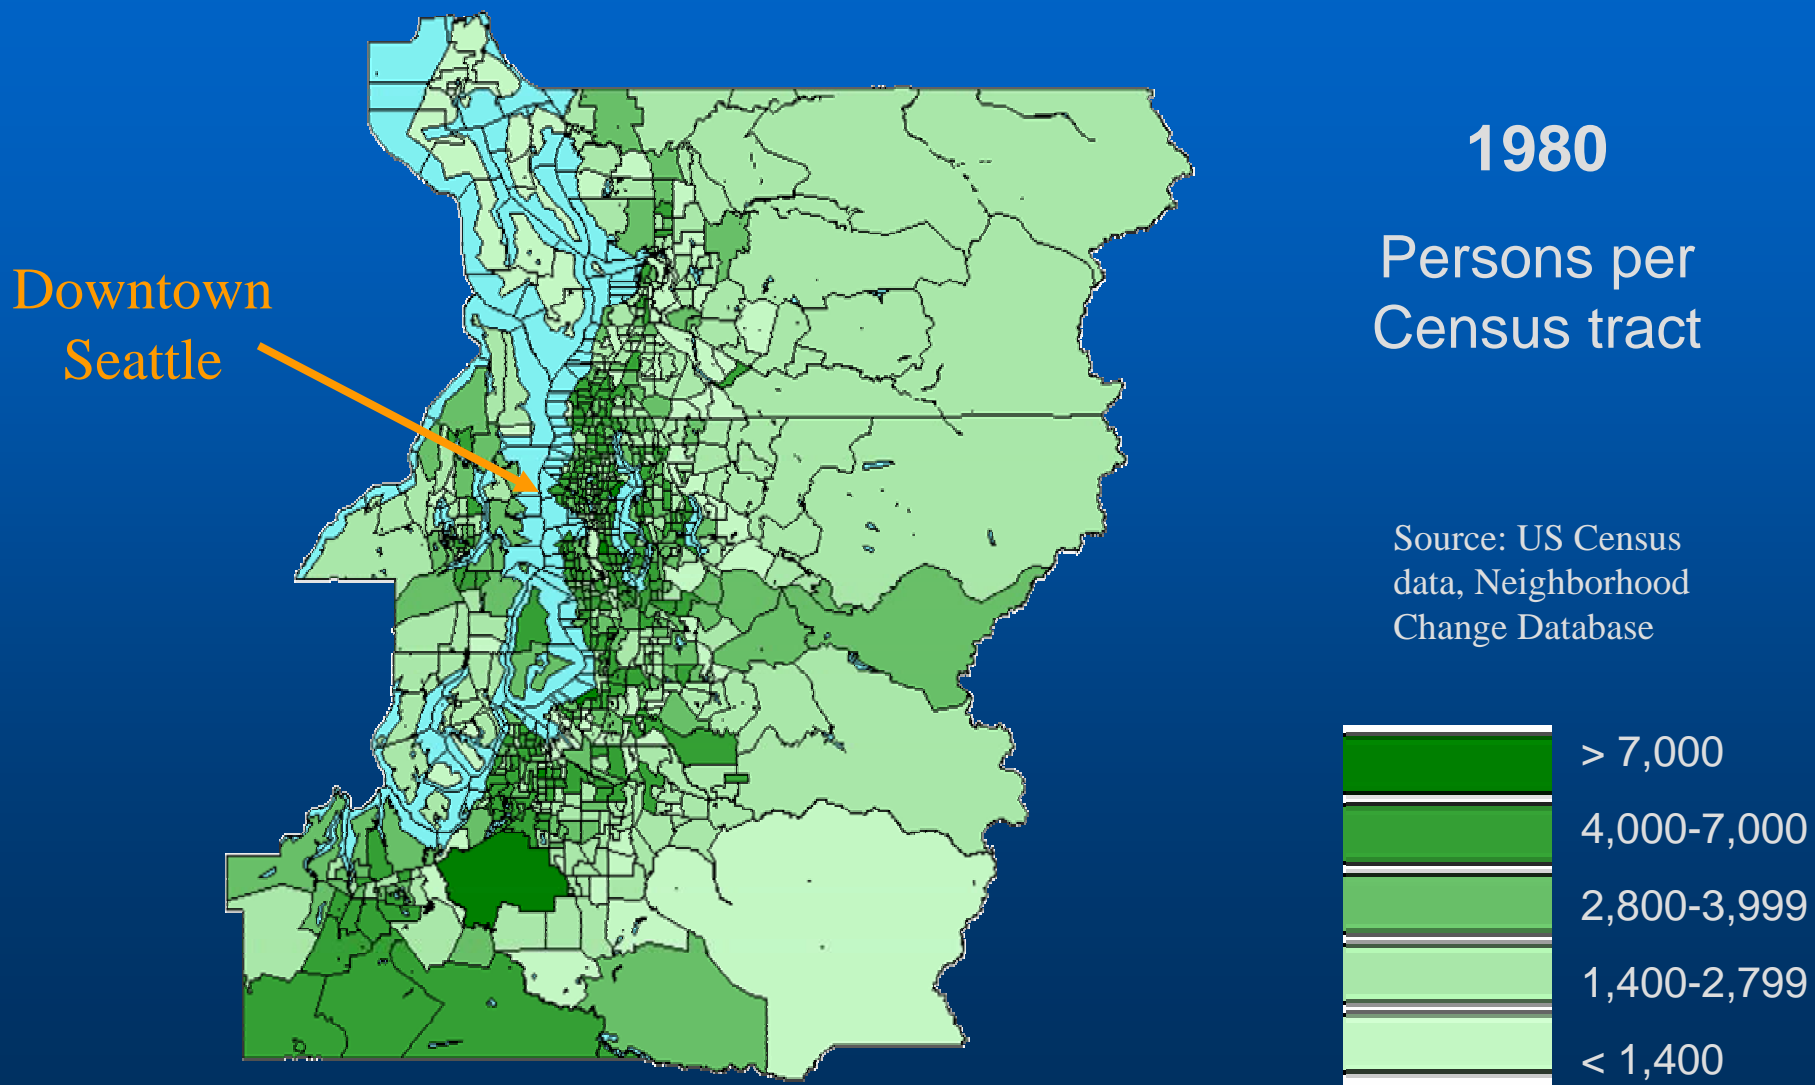 Downtown
Seattle
1980
Persons per
Census tract
Source: US Census
data, Neighborhood
Change Database
> 7,000
4,000-7,000
2,800-3,999
1,400-2,799
< 1,400